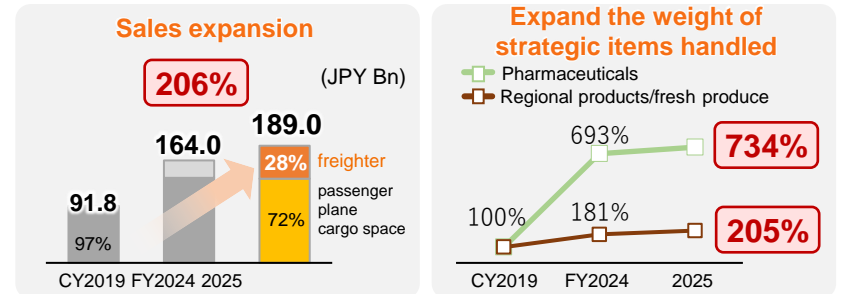 Sales expansion
206%
(JPY Bn)
189.0
164.0
91.8
28%
freighter
97%
72%
passenger
plane
cargo space
CY2019 FY2024 2025
Expand the weight of
strategic items handled
Pharmaceuticals
Regional products/fresh produce
693%
734%
100%
181%
205%
CY2019 FY2024 2025